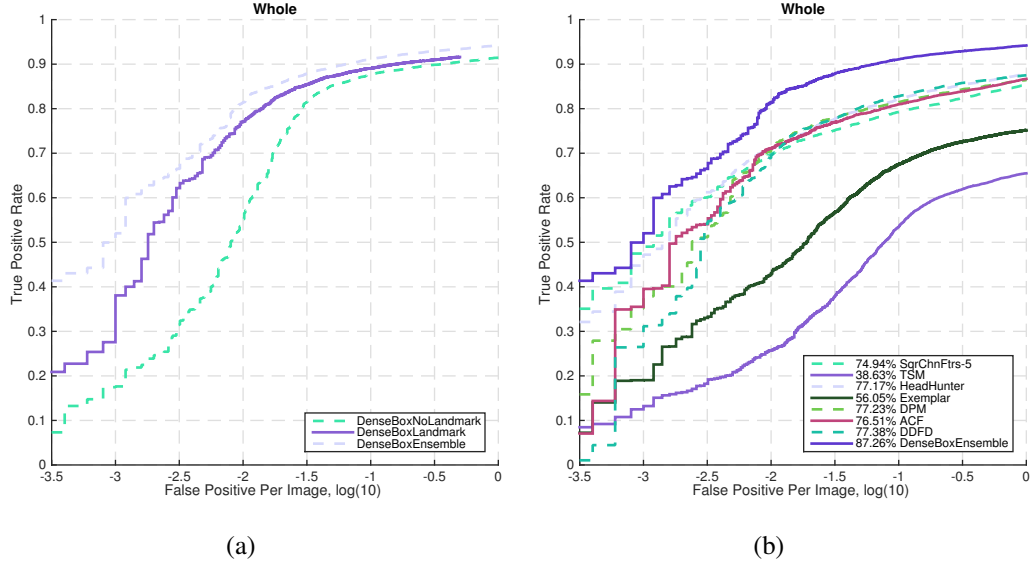 Whole
1
0.9
0.8
0.7
0.6
0.5
0.4
0.3
0.2
0.1
0
True Positive Rate
-3.5 -3 -2.5 -2 -1.5 -1 -0.5 0
False Positive Per Image, log(10)
DenseBoxNoLandmark
DenseBoxLandmark
DenseBoxEnsemble
(a)
Whole
1
0.9
0.8
0.7
0.6
0.5
0.4
0.3
0.2
0.1
0
True Positive Rate
-3.5 -3 -2.5 -2 -1.5 -1 -0.5 0
False Positive Per Image, log(10)
74.94% SqrChnFtrs-5
38.63% TSM
77.17% HeadHunter
56.05% Exemplar
77.23% DPM
76.51% ACF
77.38% DDFD
87.26% DenseBoxEnsemble
(b)